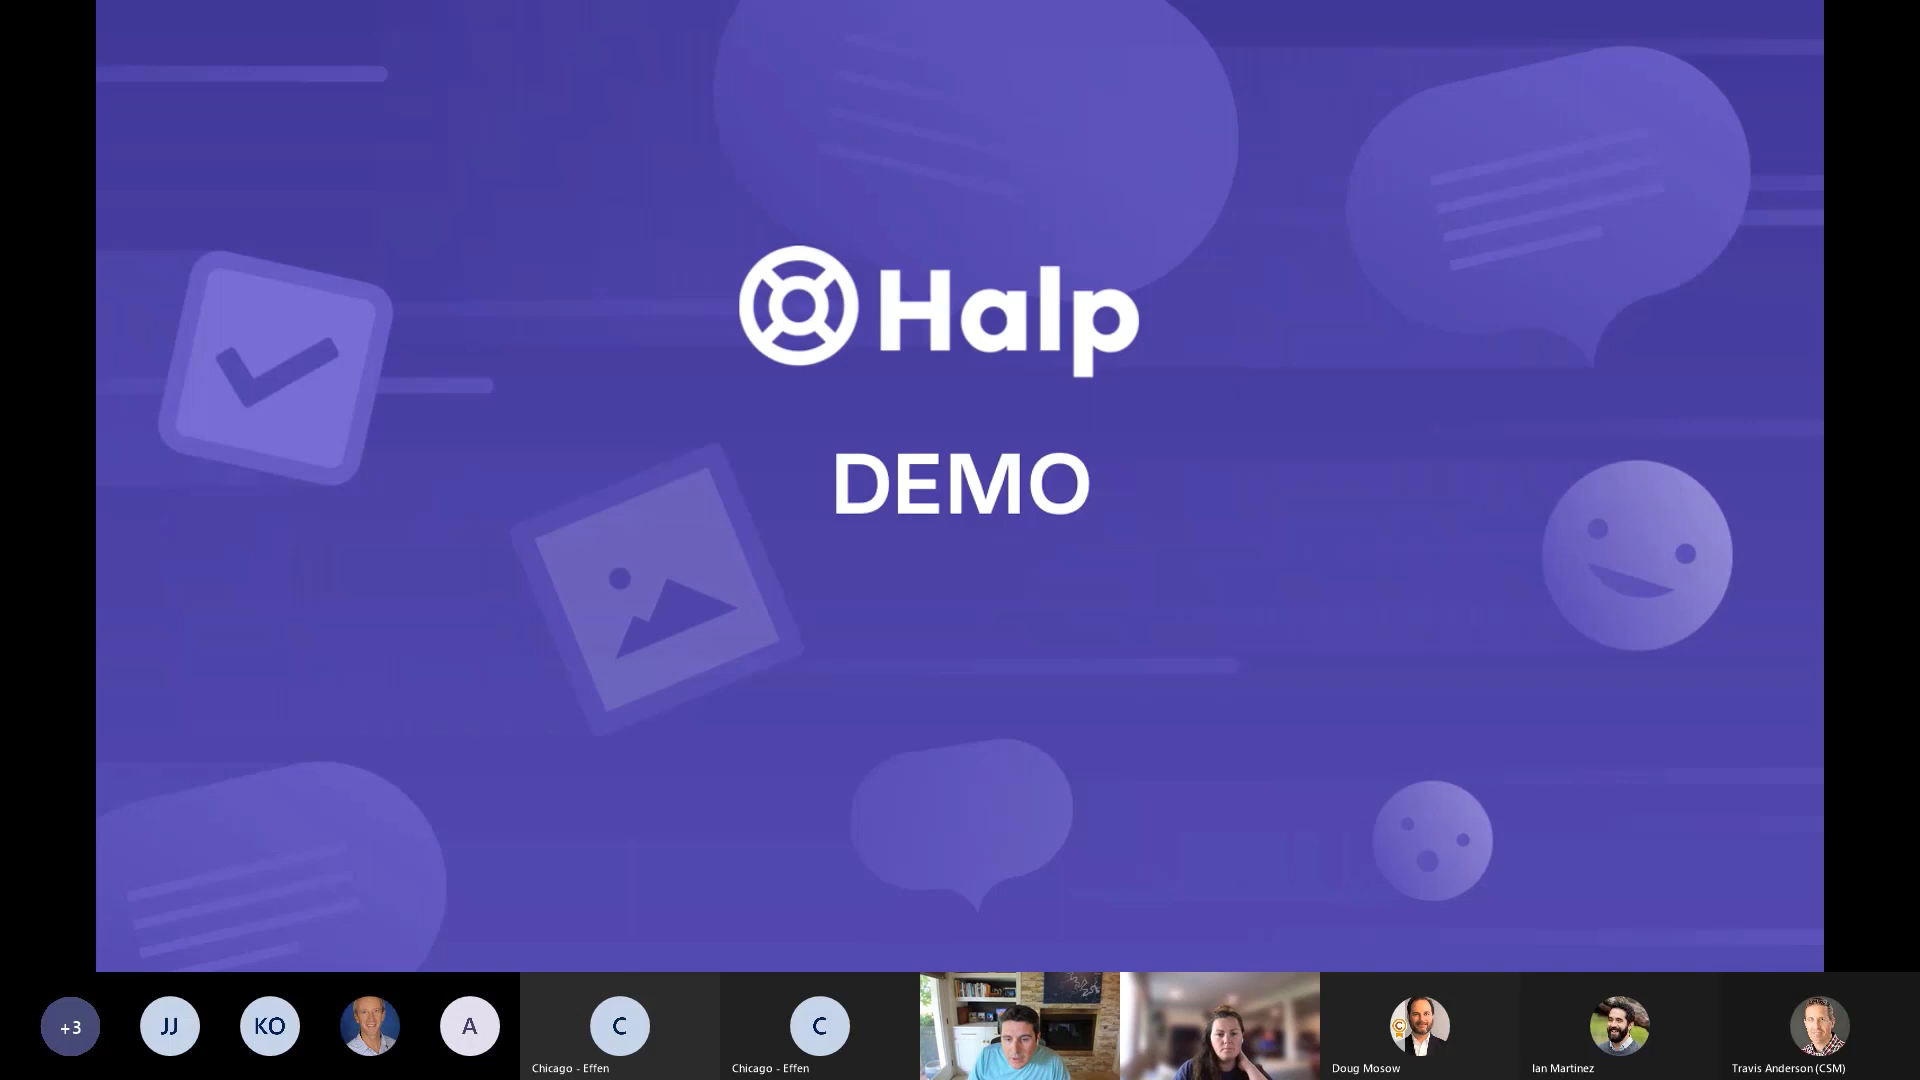 Halp
DEMO
+3
JJ
KO
A
C
Chicago - Effen
C
Chicago - Effen
Doug Mosow
Ian Martinez
Travis Anderson (CSM)